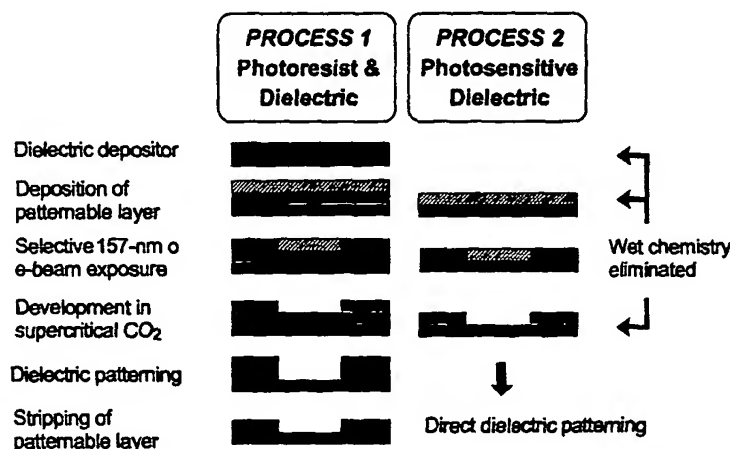 PROCESS 1
Photoresist &
Dielectric
PROCESS 2
Photosensitive
Dielectric
Dielectric depositor
Deposition of
patternable layer
Selective 157-nm o
e-beam exposure
Wet chemistry
eliminated
Development in
supercritical CO₂
Dielectric patterning
Stripping of
patternable layer
Direct dielectric patterning